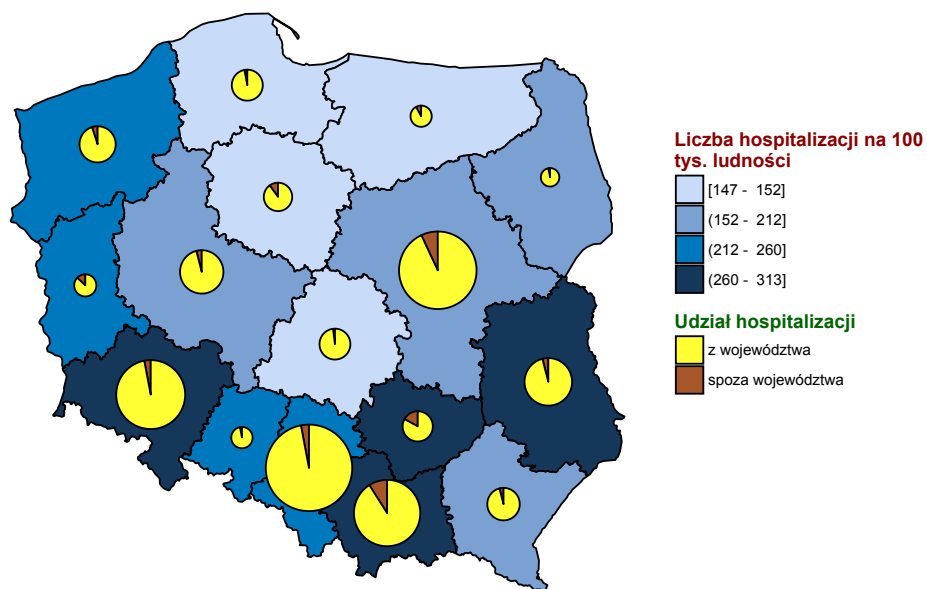 Liczba hospitalizacji na 100
tys. ludności
[147 - 152]
(152 - 212]
(212 - 260]
(260 - 313]
Udział hospitalizacji
z województwa
spoza województwa